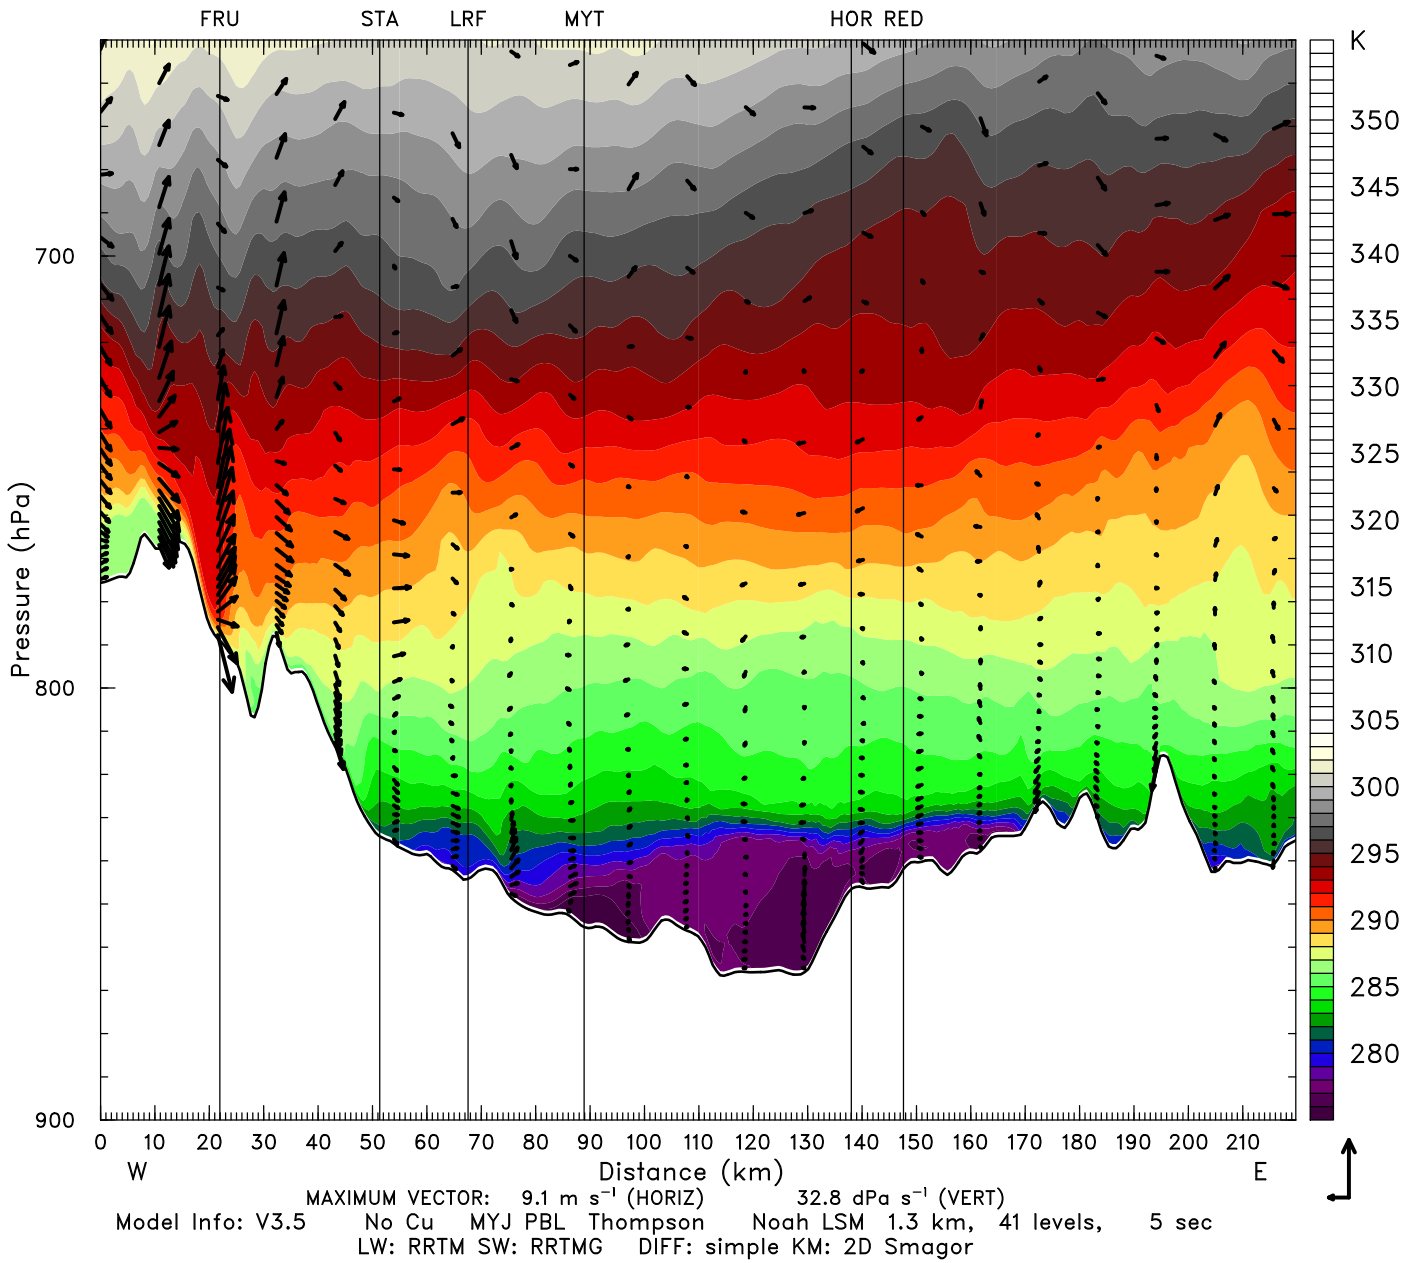 FRU STA LRF MYT HOR RED
K
350
345
340
335
330
325
320
315
310
305
300
295
290
285
280
Pressure (hPa)
700
800
900
0 10 20 30 40 50 60 70 80 90 100 110 120 130 140 150 160 170 180 190 200 210
W Distance (km) E
MAXIMUM VECTOR: 9.1 m s⁻¹ (HORIZ) 32.8 dPa s⁻¹ (VERT)
Model Info: V3.5 No Cu MYJ PBL Thompson Noah LSM 1.3 km, 41 levels, 5 sec
LW: RRTM SW: RRTMG DIFF: simple KM: 2D Smagor